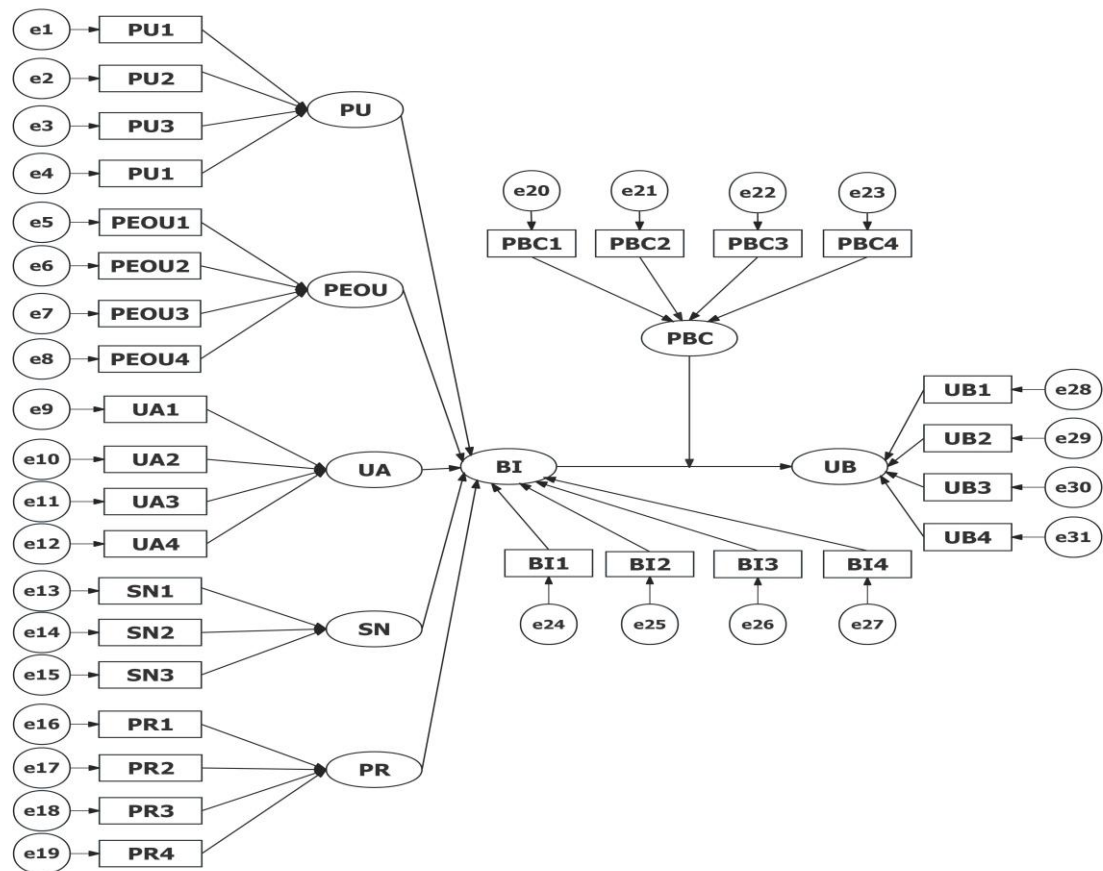 e1 PU1
e2 PU2
PU
e3 PU3
e4 PU1
e5 PEOU1
e6 PEOU2
PEOU
e7 PEOU3
e8 PEOU4
e9 UA1
e10 UA2
UA
e11 UA3
e12 UA4
e13 SN1
e14 SN2
SN
e15 SN3
e16 PR1
e17 PR2
PR
e18 PR3
e19 PR4
e20 e21 e22 e23
PBC1 PBC2 PBC3 PBC4
PBC
BI
UB
UB1 e28
UB2 e29
UB3 e30
UB4 e31
BI1 BI2 BI3 BI4
e24 e25 e26 e27